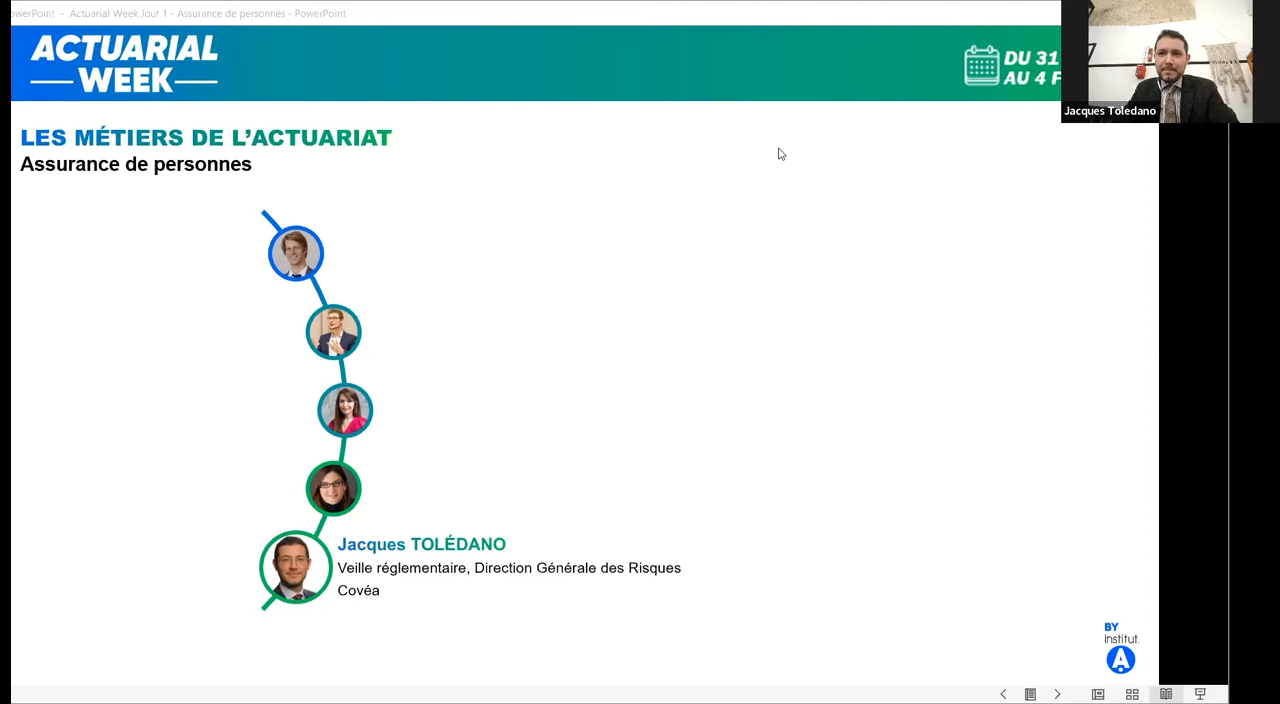 PowerPoint - Actuarial Week Jour 1 - Assurance de personnes - PowerPoint
ACTUARIAL
WEEK
DU 31
AU 4 F
Jacques Toledano
LES MÉTIERS DE L'ACTUARIAT
Assurance de personnes
Jacques TOLÉDANO
Veille réglementaire, Direction Générale des Risques
Covéa
BY
Institut.
A